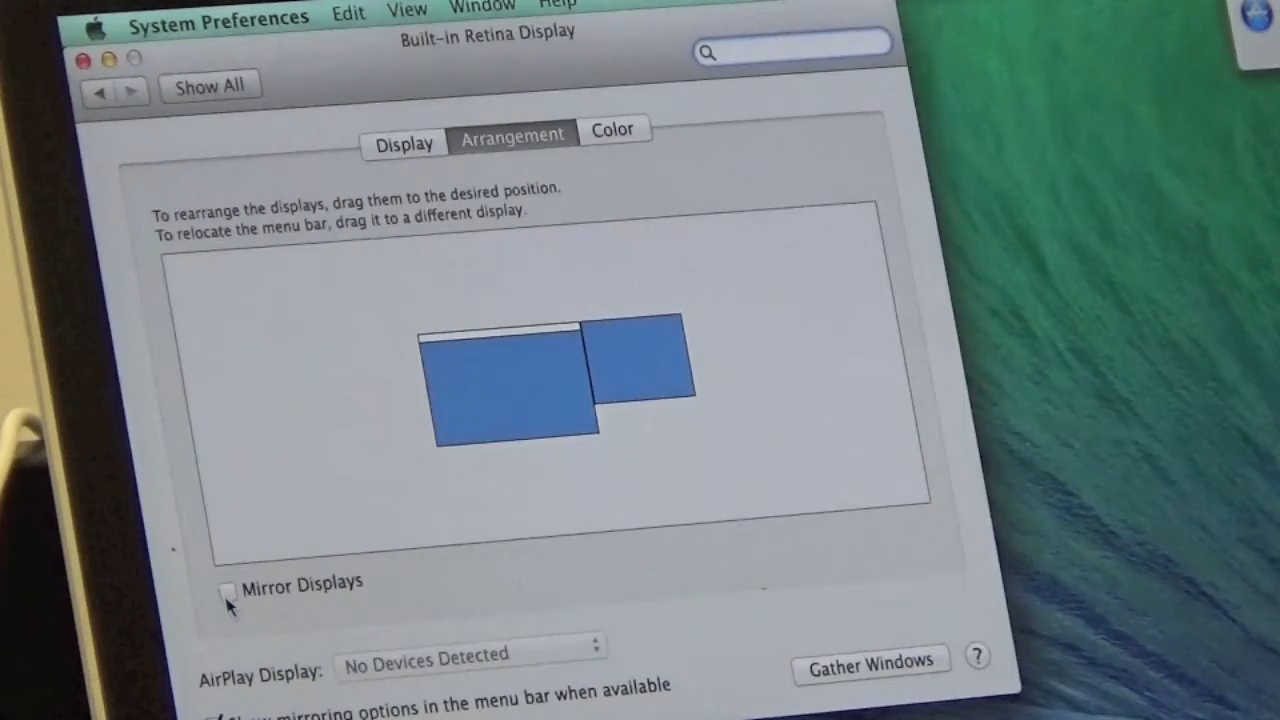 System Preferences Edit View Window Help
Built-in Retina Display
Show All
Display Arrangement Color
To rearrange the displays, drag them to the desired position.
To relocate the menu bar, drag it to a different display.
Mirror Displays
AirPlay Display: No Devices Detected
Gather Windows ?
Show mirroring options in the menu bar when available